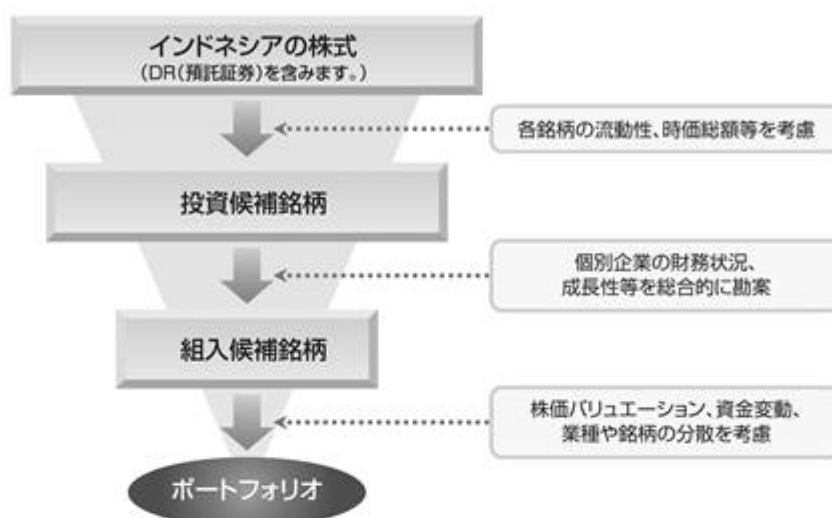 インドネシアの株式
(DR(預託証券)を含みます。)
各銘柄の流動性、時価総額等を考慮
投資候補銘柄
個別企業の財務状況、
成長性等を総合的に勘案
組入候補銘柄
株価バリュエーション、資金変動、
業種や銘柄の分散を考慮
ポートフォリオ